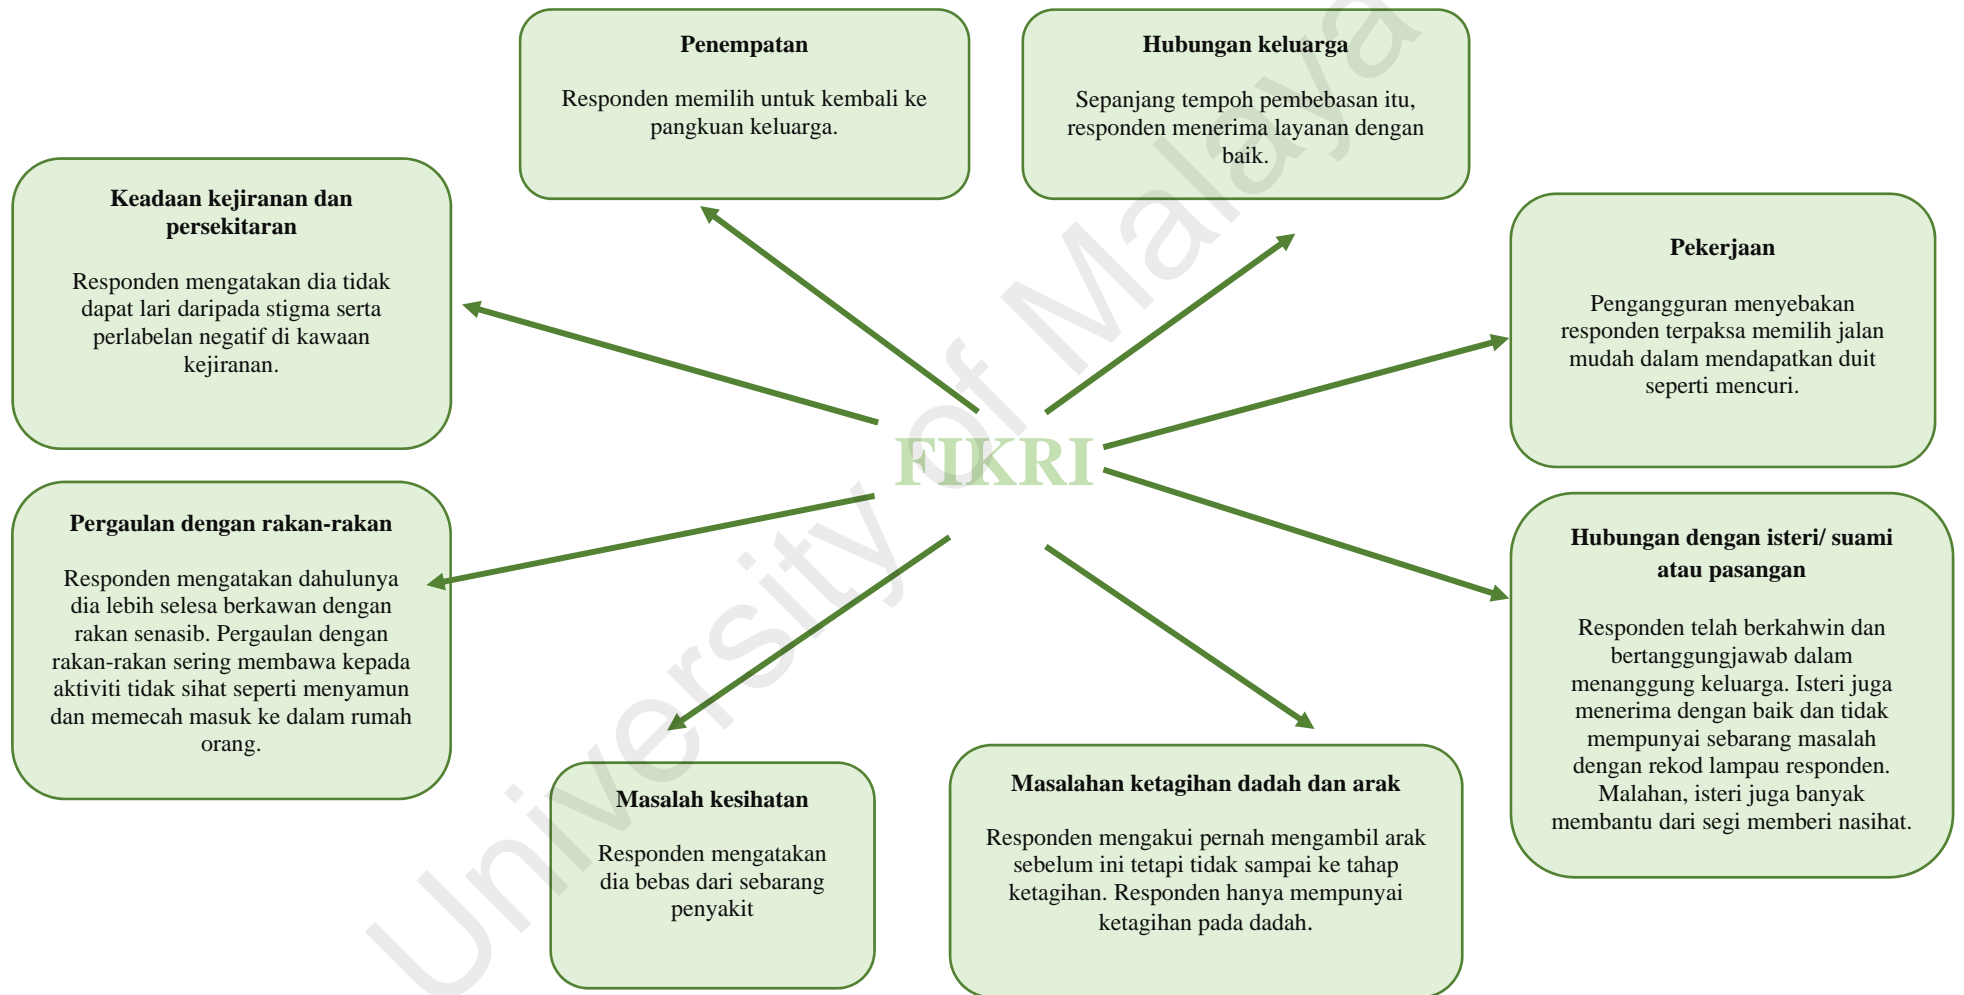 Penempatan
Responden memilih untuk kembali ke
pangkuan keluarga.
Hubungan keluarga
Sepanjang tempoh pembebasan itu,
responden menerima layanan dengan
baik.
Keadaan kejiranan dan
persekitaran
Responden mengatakan dia tidak
dapat lari daripada stigma serta
perlabelan negatif di kawaan
kejiranan.
Pekerjaan
Pengangguran menyebakan
responden terpaksa memilih jalan
mudah dalam mendapatkan duit
seperti mencuri.
FIKRI
Pergaulan dengan rakan-rakan
Responden mengatakan dahulunya
dia lebih selesa berkawan dengan
rakan senasib. Pergaulan dengan
rakan-rakan sering membawa kepada
aktiviti tidak sihat seperti menyamun
dan memecah masuk ke dalam rumah
orang.
Hubungan dengan isteri/ suami
atau pasangan
Responden telah berkahwin dan
bertanggungjawab dalam
menanggung keluarga. Isteri juga
menerima dengan baik dan tidak
mempunyai sebarang masalah
dengan rekod lampau responden.
Malahan, isteri juga banyak
membantu dari segi memberi nasihat.
Masalah kesihatan
Responden mengatakan
dia bebas dari sebarang
penyakit
Masalahan ketagihan dadah dan arak
Responden mengakui pernah mengambil arak
sebelum ini tetapi tidak sampai ke tahap
ketagihan. Responden hanya mempunyai
ketagihan pada dadah.
University of Malaya